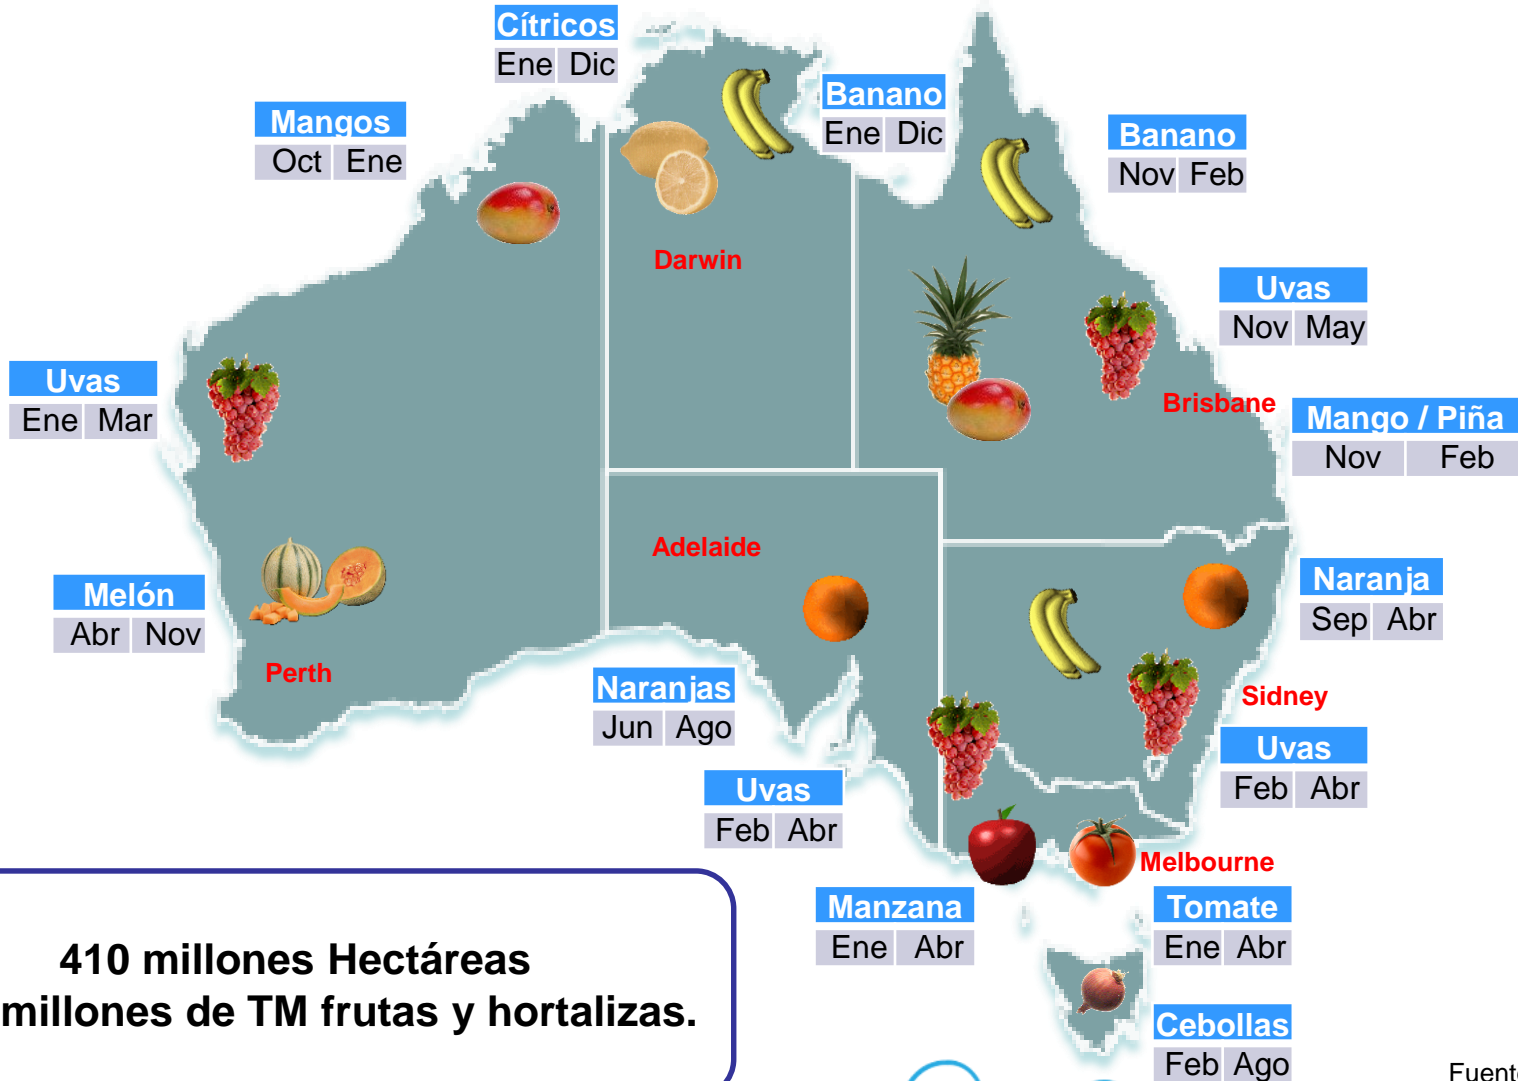 Cítricos
Ene Dic
Mangos
Oct Ene
Banano
Ene Dic
Banano
Nov Feb
Darwin
Uvas
Nov May
Uvas
Ene Mar
Brisbane
Mango / Piña
Nov Feb
Adelaide
Melón
Abr Nov
Naranja
Sep Abr
Perth
Naranjas
Jun Ago
Sidney
Uvas
Feb Abr
Uvas
Feb Abr
Melbourne
Manzana
Ene Abr
Tomate
Ene Abr
410 millones Hectáreas
millones de TM frutas y hortalizas.
Cebollas
Feb Ago